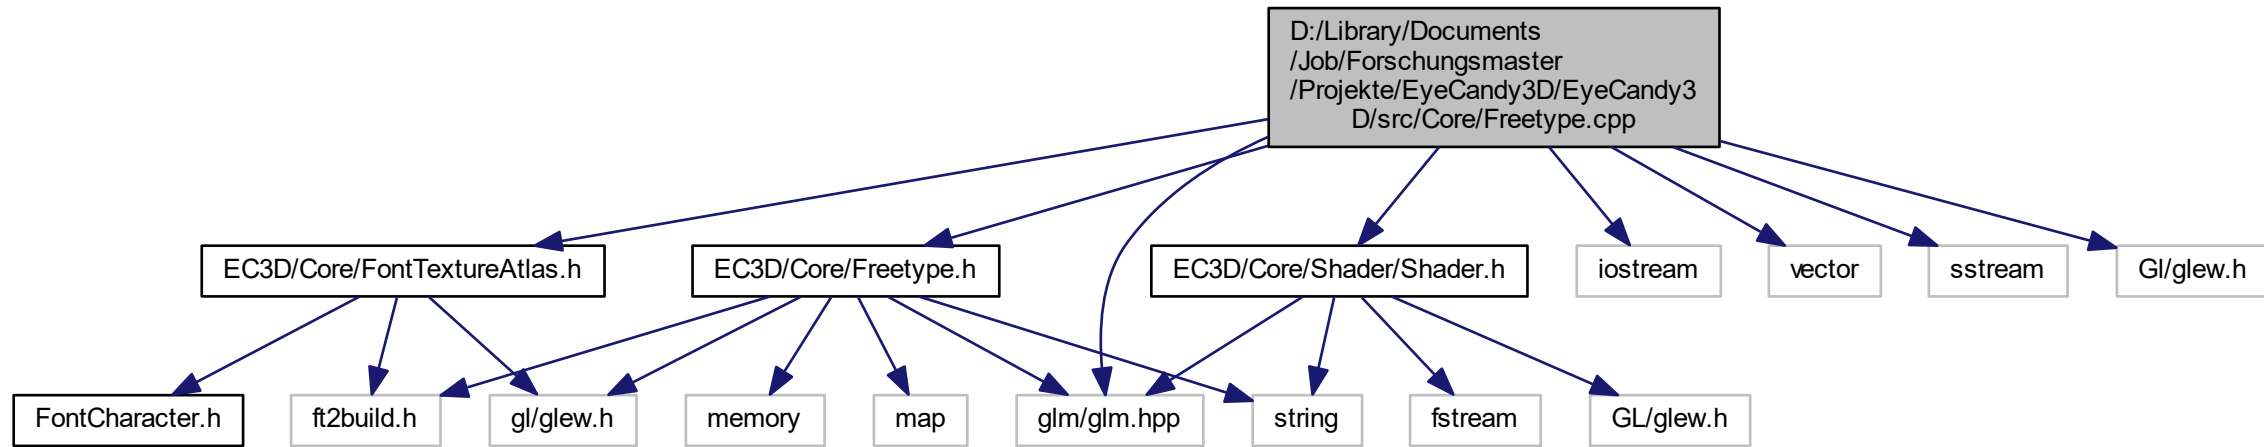 D:/Library/Documents
/Job/Forschungsmaster
/Projekte/EyeCandy3D/EyeCandy3
D/src/Core/Freetype.cpp
EC3D/Core/FontTextureAtlas.h
EC3D/Core/Freetype.h
EC3D/Core/Shader/Shader.h
iostream
vector
sstream
Gl/glew.h
FontCharacter.h
ft2build.h
gl/glew.h
memory
map
glm/glm.hpp
string
fstream
GL/glew.h